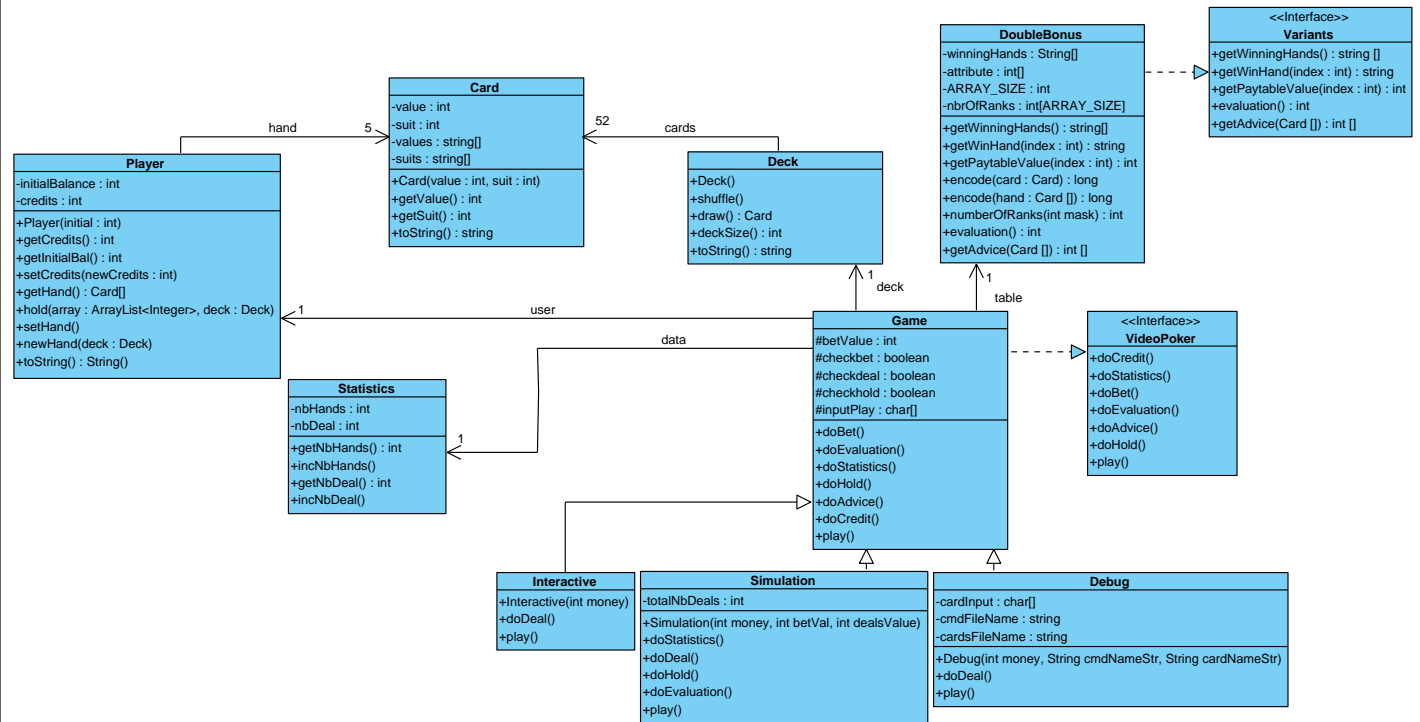 <<Interface>>
Variants
+getWinningHands() : string []
+getWinHand(index : int) : string
+getPaytableValue(index : int) : int
+evaluation() : int
+getAdvice(Card []) : int []
DoubleBonus
-winningHands : String[]
-attribute : int[]
-ARRAY_SIZE : int
-nbrOfRanks : int[ARRAY_SIZE]
+getWinningHands() : string[]
+getWinHand(index : int) : string
+getPaytableValue(index : int) : int
+encode(card : Card) : long
+encode(hand : Card []) : long
+numberOfRanks(int mask) : int
+evaluation() : int
+getAdvice(Card []) : int []
Card
-value : int
-suit : int
-values : string[]
-suits : string[]
+Card(value : int, suit : int)
+getValue() : int
+getSuit() : int
+toString() : string
hand
5
52
cards
Player
-initialBalance : int
-credits : int
+Player(initial : int)
+getCredits() : int
+getInitialBal() : int
+setCredits(newCredits : int)
+getHand() : Card[]
+hold(array : ArrayList<Integer>, deck : Deck)
+setHand()
+newHand(deck : Deck)
+toString() : String()
Deck
+Deck()
+shuffle()
+draw() : Card
+deckSize() : int
+toString() : string
1
deck
1
table
1
user
data
1
Statistics
-nbHands : int
-nbDeal : int
+getNbHands() : int
+incNbHands()
+getNbDeal() : int
+incNbDeal()
Game
#betValue : int
#checkbet : boolean
#checkdeal : boolean
#checkhold : boolean
#inputPlay : char[]
+doBet()
+doEvaluation()
+doStatistics()
+doHold()
+doAdvice()
+doCredit()
+play()
<<Interface>>
VideoPoker
+doCredit()
+doStatistics()
+doBet()
+doEvaluation()
+doAdvice()
+doHold()
+play()
Interactive
+Interactive(int money)
+doDeal()
+play()
Simulation
-totalNbDeals : int
+Simulation(int money, int betVal, int dealsValue)
+doStatistics()
+doDeal()
+doHold()
+doEvaluation()
+play()
Debug
-cardInput : char[]
-cmdFileName : string
-cardsFileName : string
+Debug(int money, String cmdNameStr, String cardNameStr)
+doDeal()
+play()